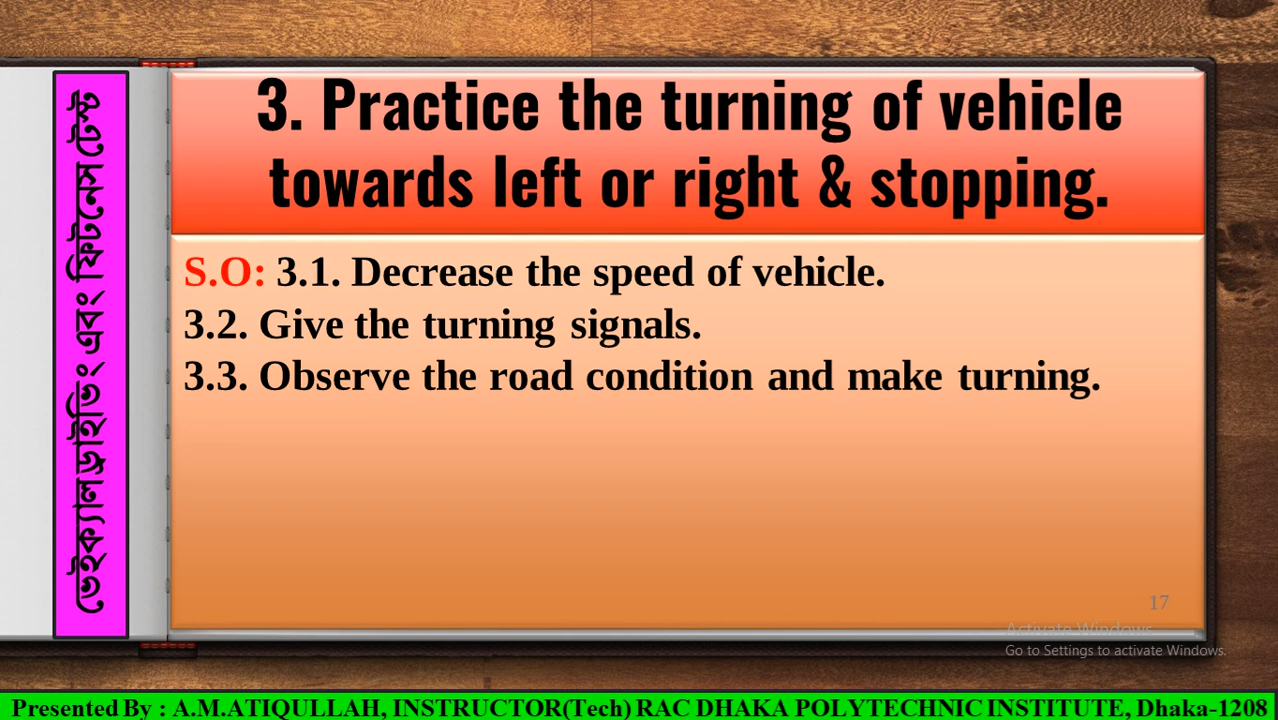 3. Practice the turning of vehicle
towards left or right & stopping.
S.O: 3.1. Decrease the speed of vehicle.
3.2. Give the turning signals.
3.3. Observe the road condition and make turning.
ভেইক্যাল ড্রাইভিং এবং ফিটনেস টেস্ট
17
Activate Windows
Go to Settings to activate Windows.
Presented By : A.M.ATIQULLAH, INSTRUCTOR(Tech) RAC DHAKA POLYTECHNIC INSTITUTE, Dhaka-1208